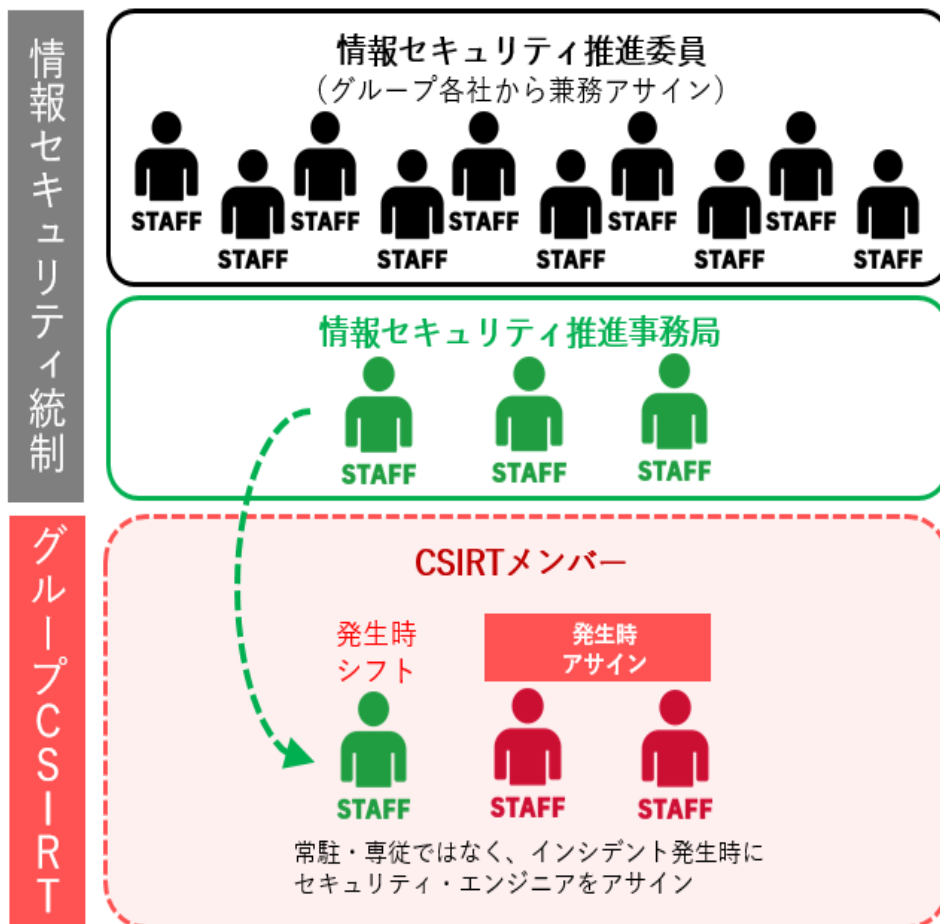 情報セキュリティ統制
情報セキュリティ推進委員
（グループ各社から兼務アサイン）
STAFF
STAFF
STAFF
STAFF
STAFF
STAFF
STAFF
STAFF
STAFF
STAFF
情報セキュリティ推進事務局
STAFF
STAFF
STAFF
グループCSIRT
CSIRTメンバー
発生時
シフト
発生時
アサイン
STAFF
STAFF
STAFF
常駐・専従ではなく、インシデント発生時に
セキュリティ・エンジニアをアサイン